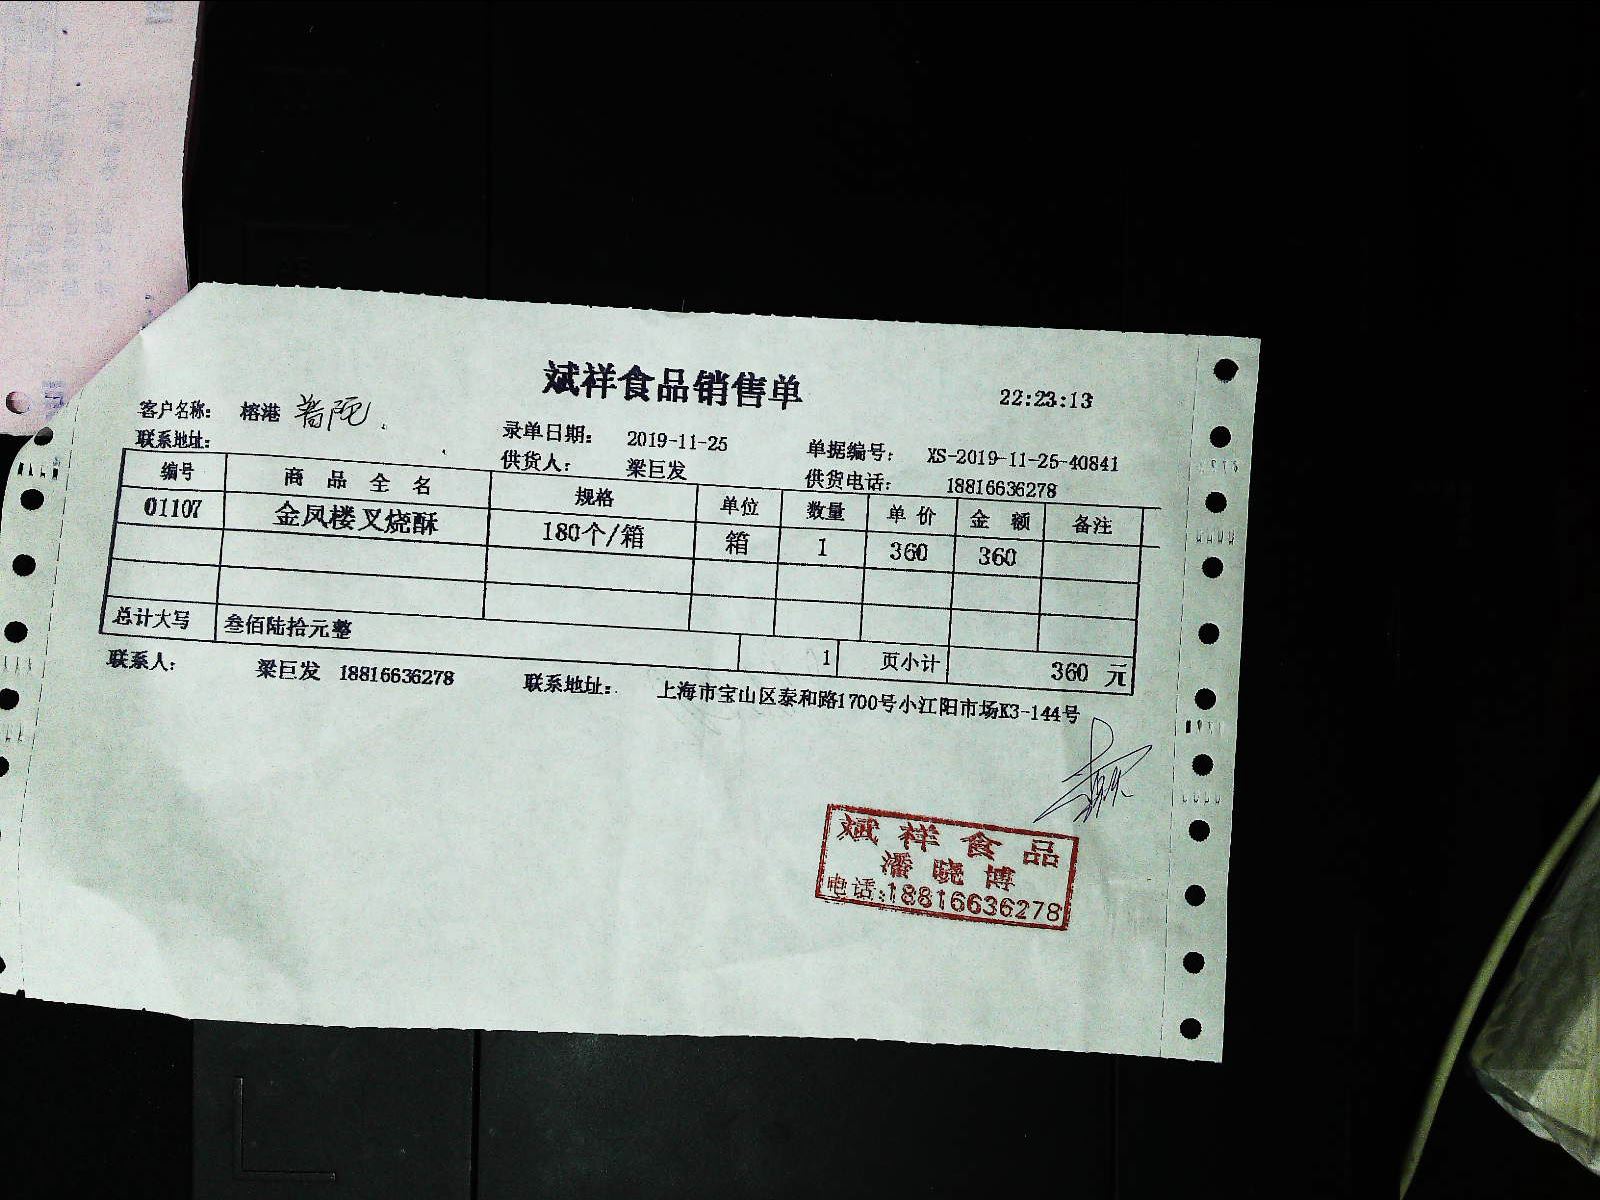 斌祥食品销售单
22:23:13
客户名称: 榕港 普陀
录单日期: 2019-11-25
单据编号: XS-2019-11-25-40841
联系地址:
供货人: 梁巨发
供货电话: 18816636278
编号 商品全名 规格 单位 数量 单价 金额 备注
01107 金凤楼叉烧酥 180个/箱 箱 1 360 360
总计大写 叁佰陆拾元整 1 页小计 360 元
联系人: 梁巨发 18816636278 联系地址: 上海市宝山区泰和路1700号小江阳市场K3-144号
斌祥食品
潘晓博
电话:18816636278